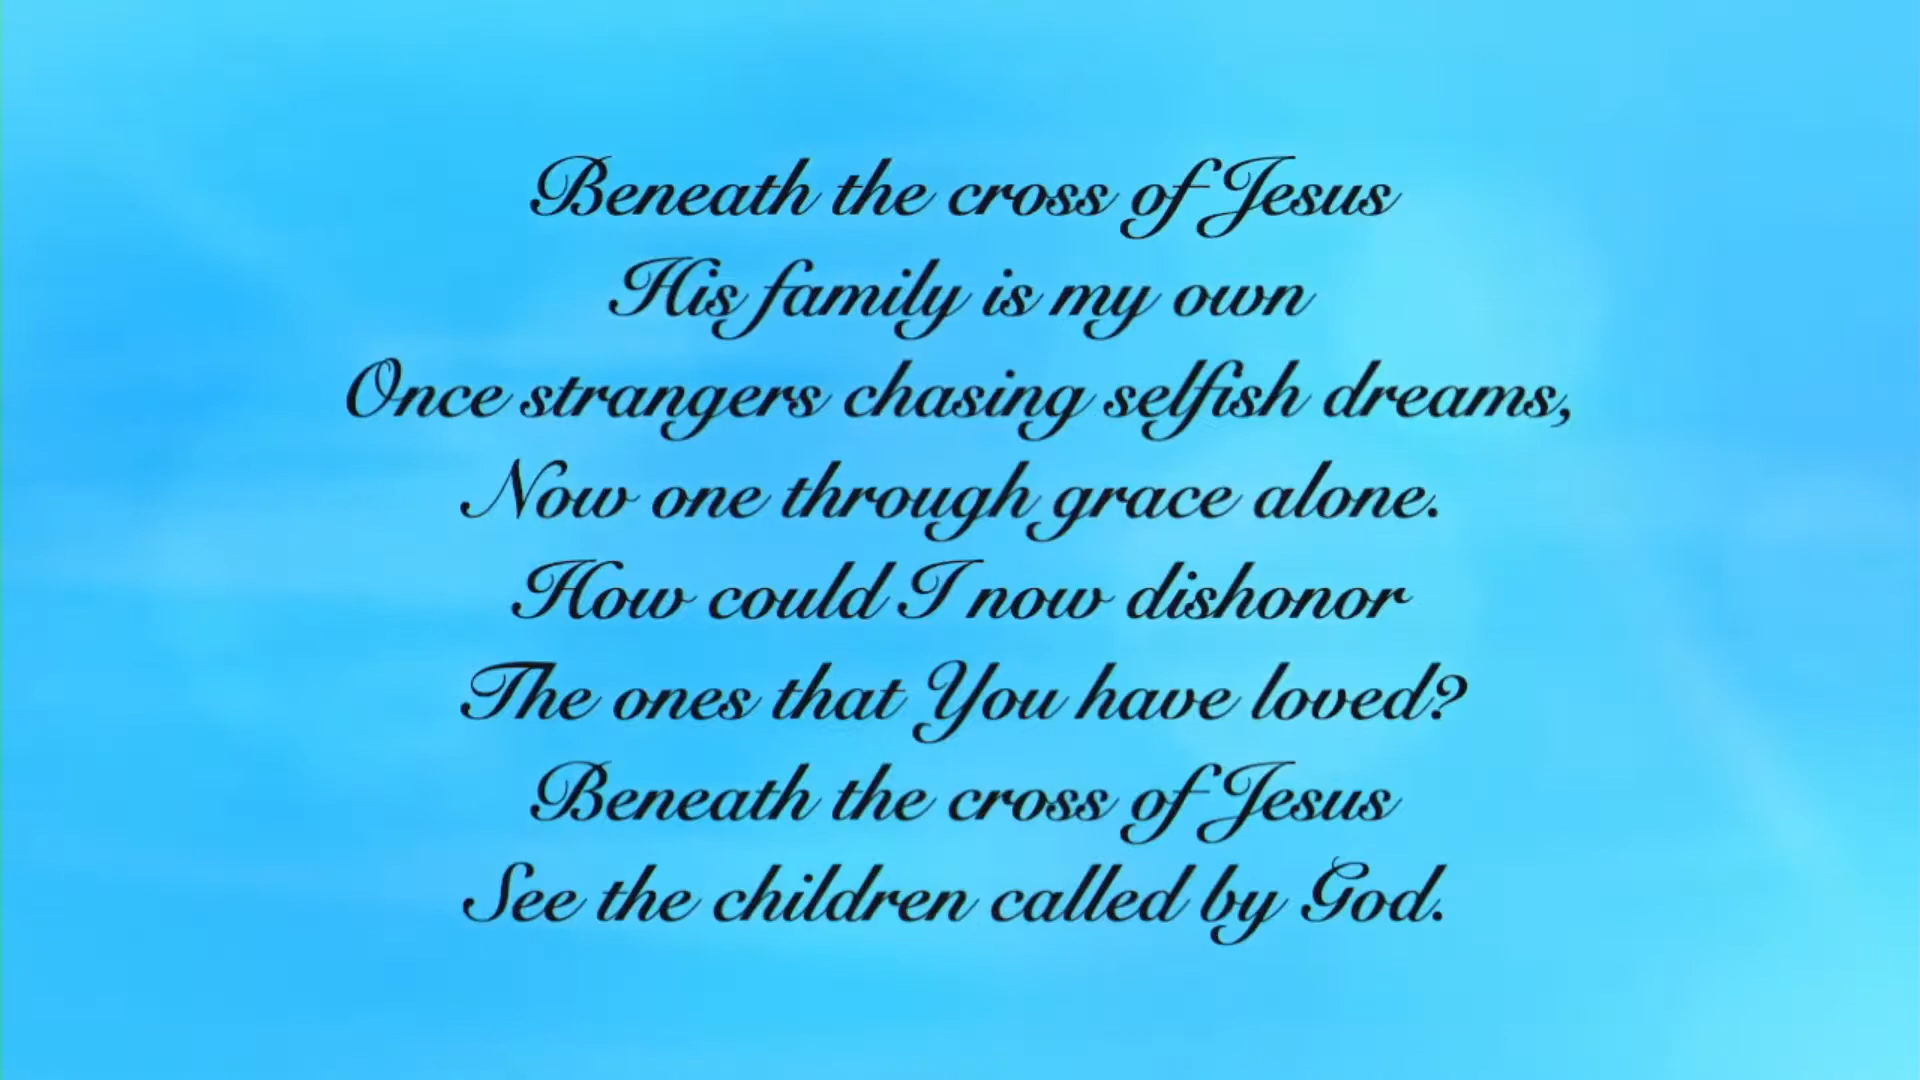 Beneath the cross of Jesus
His family is my own
Once strangers chasing selfish dreams,
Now one through grace alone.
How could I now dishonor
The ones that You have loved?
Beneath the cross of Jesus
See the children called by God.